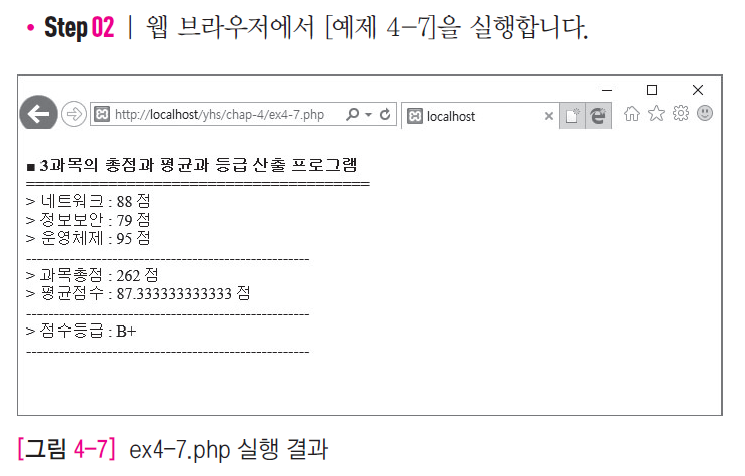 • Step 02 | 웹 브라우저에서 [예제 4-7]을 실행합니다.
http://localhost/yhs/chap-4/ex4-7.php
localhost
■ 3과목의 총점과 평균과 등급 산출 프로그램
=====================================
> 네트워크 : 88 점
> 정보보안 : 79 점
> 운영체제 : 95 점
---------------------------------------------------
> 과목총점 : 262 점
> 평균점수 : 87.333333333333 점
---------------------------------------------------
> 점수등급 : B+
---------------------------------------------------
[그림 4-7] ex4-7.php 실행 결과